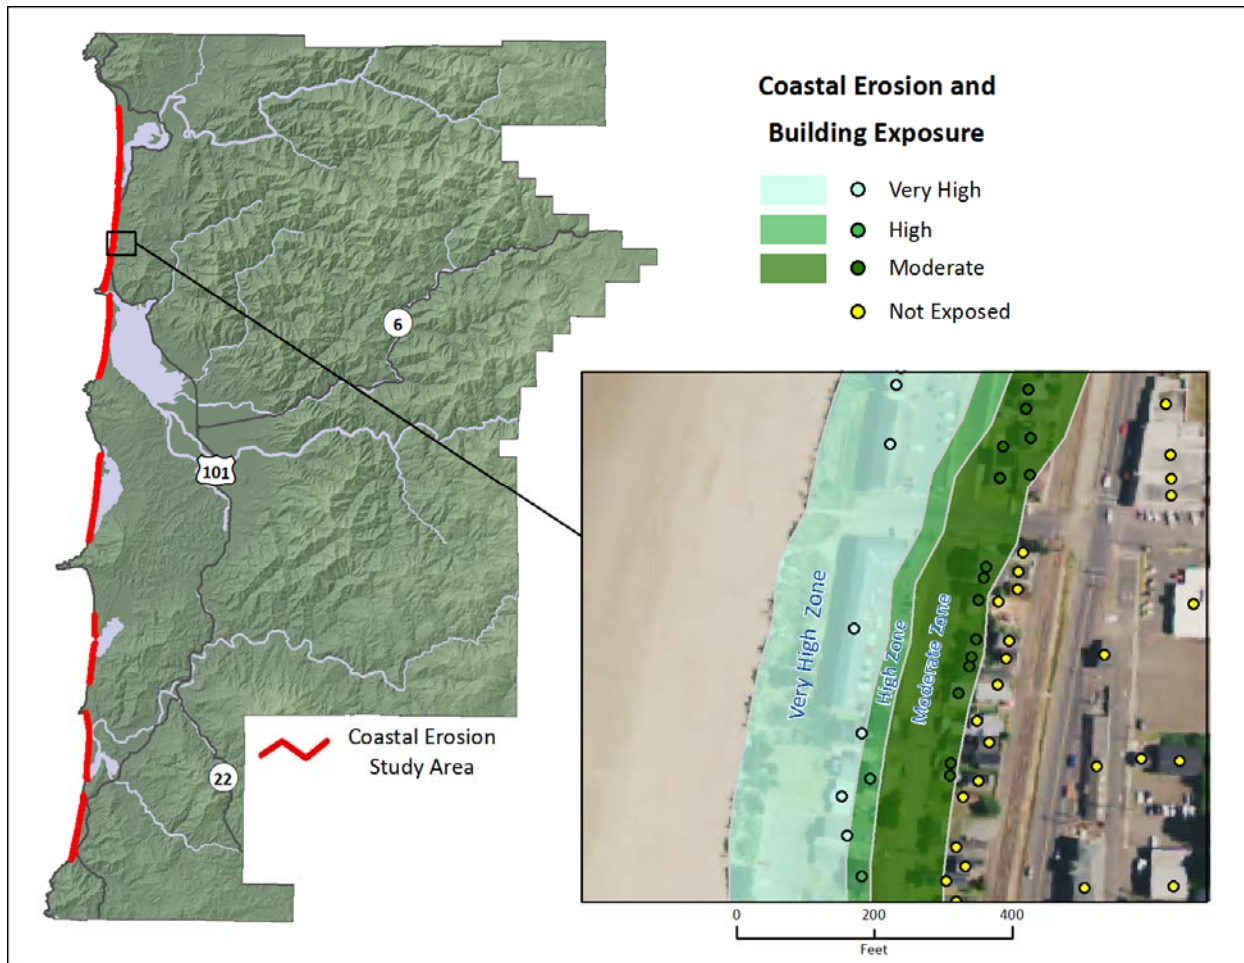 Coastal Erosion and
Building Exposure
Very High
High
Moderate
Not Exposed
6
101
22
Coastal Erosion
Study Area
Very High Zone
High Zone
Moderate Zone
0
200
400
Feet